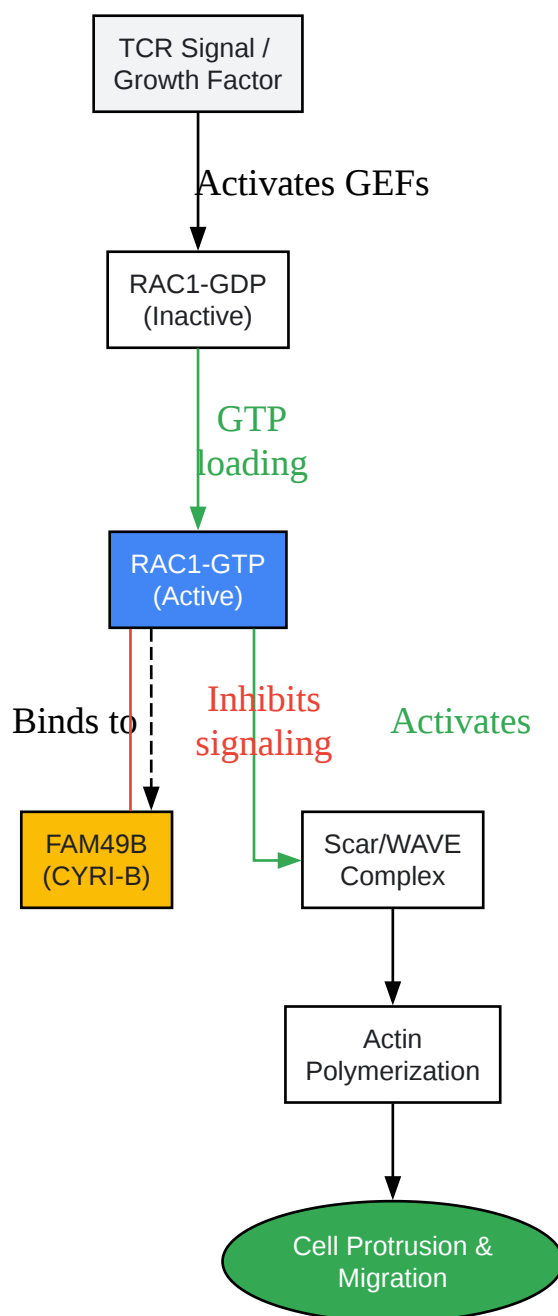 TCR Signal /
Growth Factor
Activates GEFs
RAC1-GDP
(Inactive)
GTP
loading
RAC1-GTP
(Active)
Binds to
Inhibits
signaling
Activates
FAM49B
(CYRI-B)
Scar/WAVE
Complex
Actin
Polymerization
Cell Protrusion &
Migration